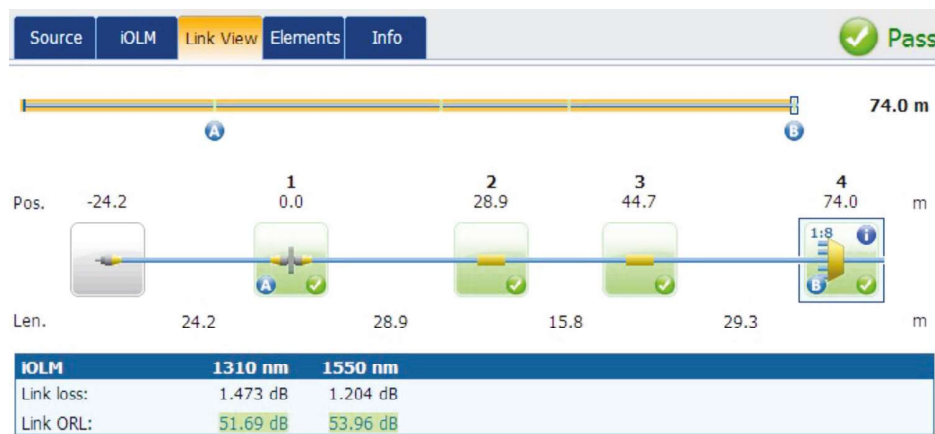 Source iOLM Link View Elements Info Pass
74.0 m
A B
1 2 3 4
Pos. -24.2 0.0 28.9 44.7 74.0 m
1:8 i
A B
Len. 24.2 28.9 15.8 29.3 m
iOLM 1310 nm 1550 nm
Link loss: 1.473 dB 1.204 dB
Link ORL: 51.69 dB 53.96 dB